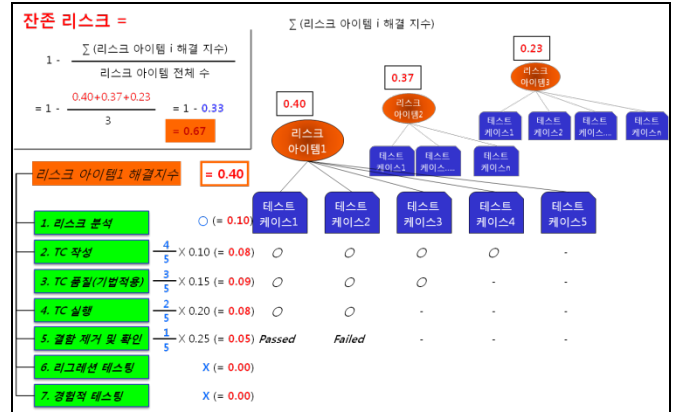 잔존 리스크 =
∑ (리스크 아이템 i 해결 지수)
1 - ∑ (리스크 아이템 i 해결 지수)
리스크 아이템 전체 수
= 1 - 0.40+0.37+0.23
3
= 1 - 0.33
= 0.67
0.40
리스크
아이템1
0.37
리스크
아이템2
0.23
리스크
아이템3
테스트
케이스1
테스트
케이스2
테스트
케이스...
테스트
케이스n
테스트
케이스1
테스트
케이스....
테스트
케이스n
리스크 아이템1 해결지수 = 0.40
테스트
케이스1
테스트
케이스2
테스트
케이스3
테스트
케이스4
테스트
케이스5
1. 리스크 분석 ○ (= 0.10)
2. TC 작성 4/5 X 0.10 (= 0.08) ○ ○ ○ ○ -
3. TC 품질(기법적용) 3/5 X 0.15 (= 0.09) ○ ○ ○ - -
4. TC 실행 2/5 X 0.20 (= 0.08) ○ ○ - - -
5. 결함 제거 및 확인 1/5 X 0.25 (= 0.05) Passed Failed - - -
6. 리그레션 테스팅 X (= 0.00)
7. 경험적 테스팅 X (= 0.00)